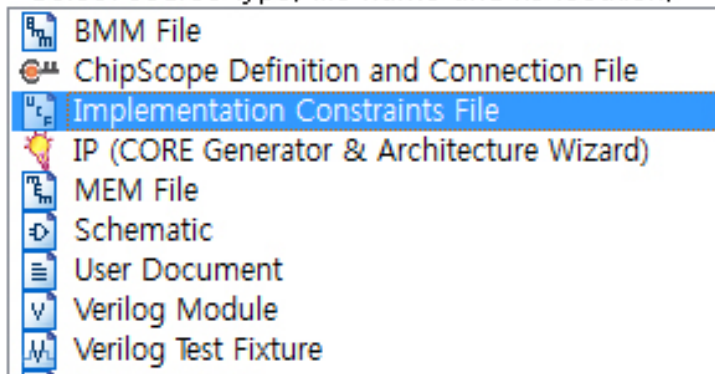 BMM File
ChipScope Definition and Connection File
Implementation Constraints File
IP (CORE Generator & Architecture Wizard)
MEM File
Schematic
User Document
Verilog Module
Verilog Test Fixture